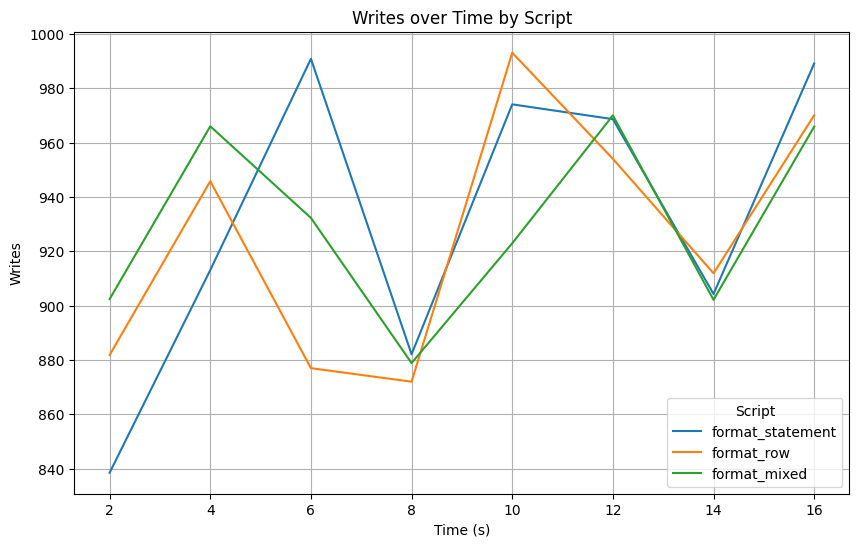 Writes over Time by Script
1000
980
960
940
920
900
880
860
840
Writes
2 4 6 8 10 12 14 16
Time (s)
Script
format_statement
format_row
format_mixed